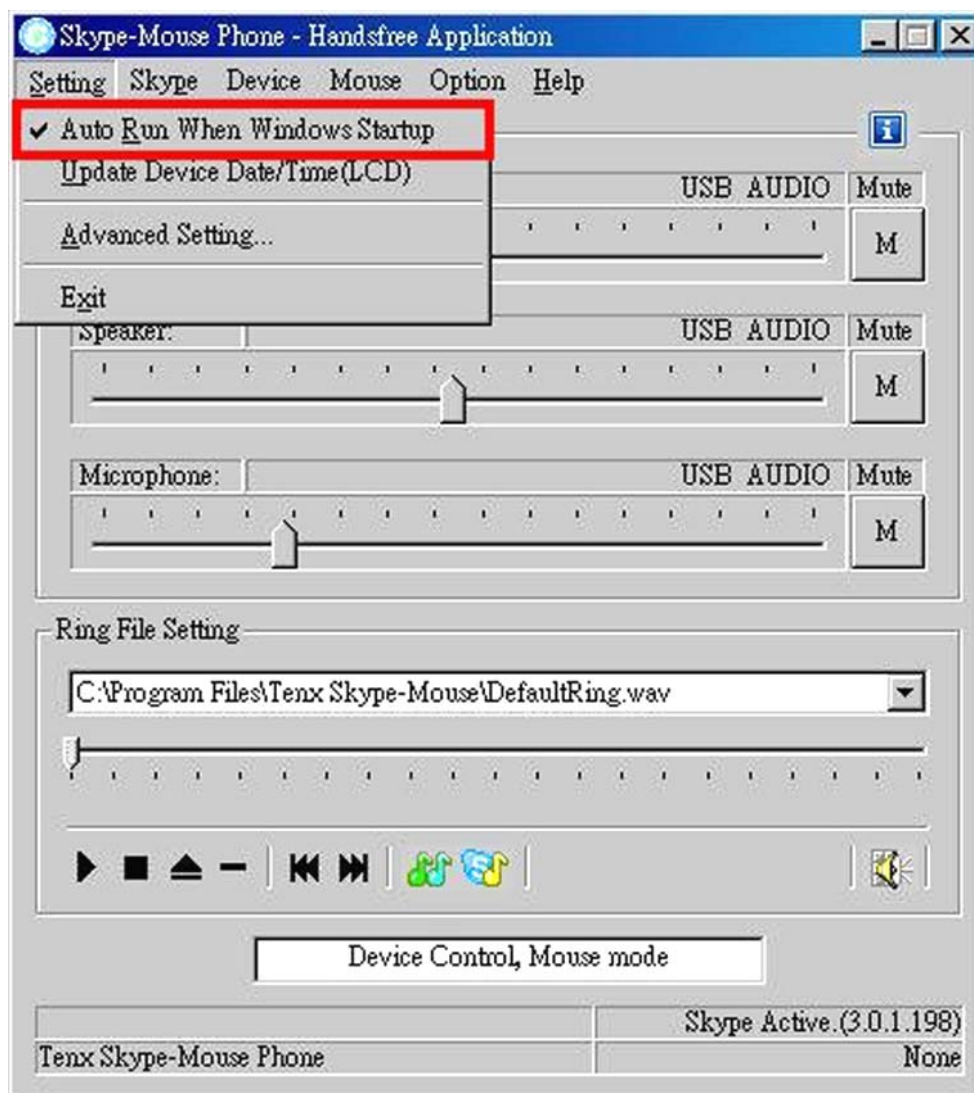 Skype-Mouse Phone - Handsfree Application
Setting Skype Device Mouse Option Help
Auto Run When Windows Startup
Update Device Date/Time(LCD)
USB AUDIO Mute
Advanced Setting...
M
Exit
Speaker: USB AUDIO Mute
M
Microphone: USB AUDIO Mute
M
Ring File Setting
C:\Program Files\Tenx Skype-Mouse\DefaultRing.wav
Device Control, Mouse mode
Skype Active.(3.0.1.198)
Tenx Skype-Mouse Phone None